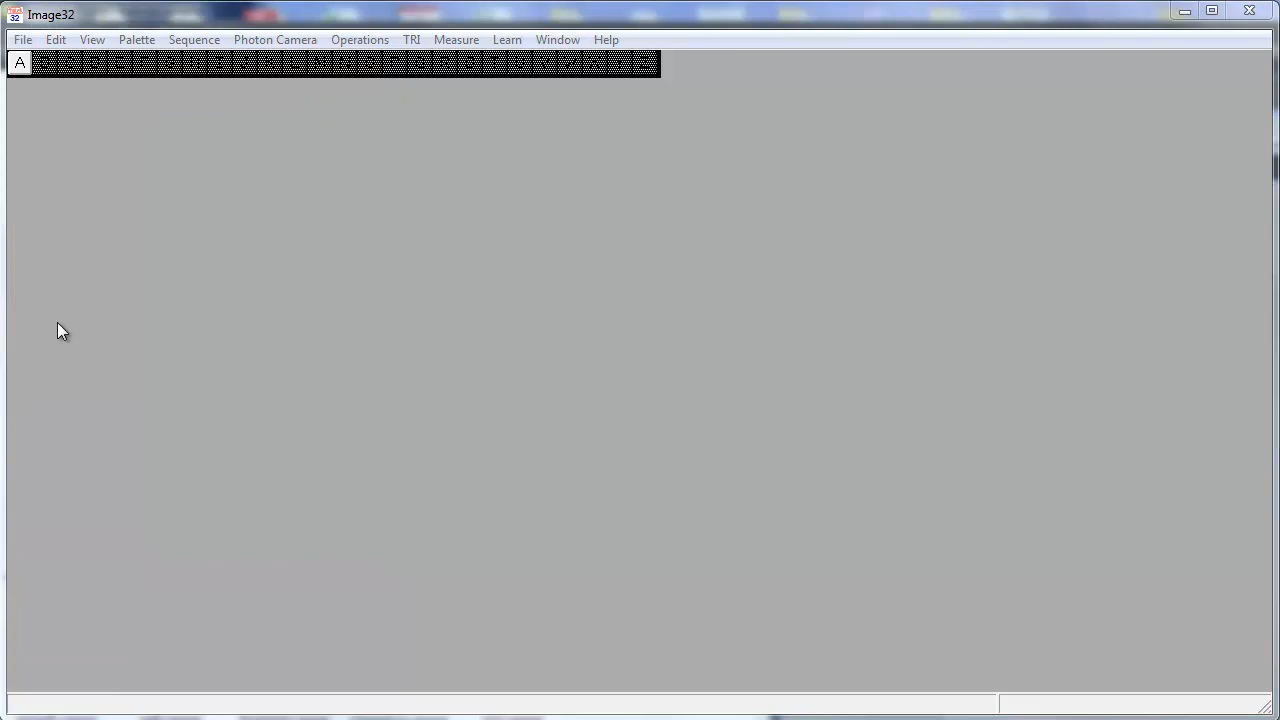 Image32
File Edit View Palette Sequence Photon Camera Operations TRI Measure Learn Window Help
A